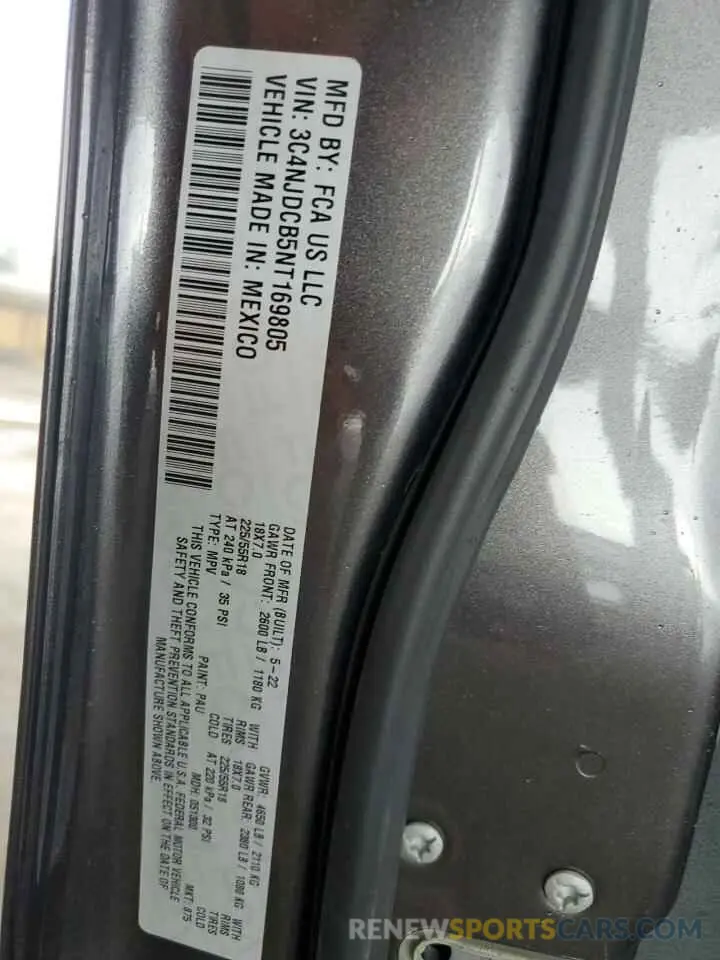 MFD BY: FCA US LLC
VIN: 3C4NJDCB5NT169805
VEHICLE MADE IN: MEXICO
DATE OF MFR (BUILT): 5-22 GVWR: 4650 LB / 2110 KG
GAWR FRONT: 2600 LB / 1180 KG WITH GAWR REAR: 2380 LB / 1080 KG WITH
18X7.0 RIMS 18X7.0 RIMS
225/55R18 TIRES 225/55R18 TIRES
AT 240 kPa / 35 PSI COLD AT 220 kPa / 32 PSI COLD
TYPE: MPV PAINT: PAU MDH: 051300 MKT: 875
THIS VEHICLE CONFORMS TO ALL APPLICABLE U.S.A. FEDERAL MOTOR VEHICLE
SAFETY AND THEFT PREVENTION STANDARDS IN EFFECT ON THE DATE OF
MANUFACTURE SHOWN ABOVE.
RENEWSPORTSCARS.COM